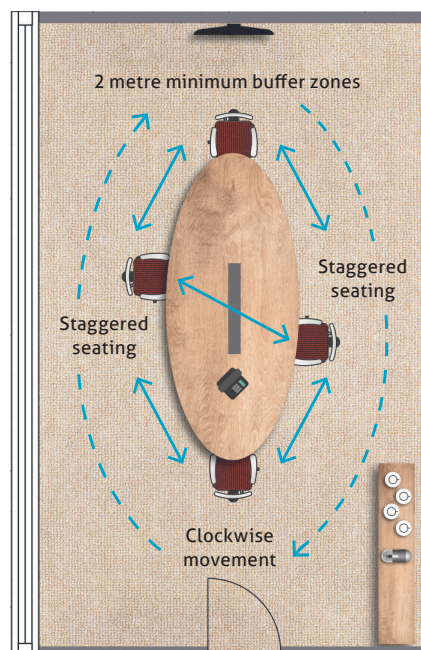 2 metre minimum buffer zones
Staggered
seating
Staggered
seating
Clockwise
movement